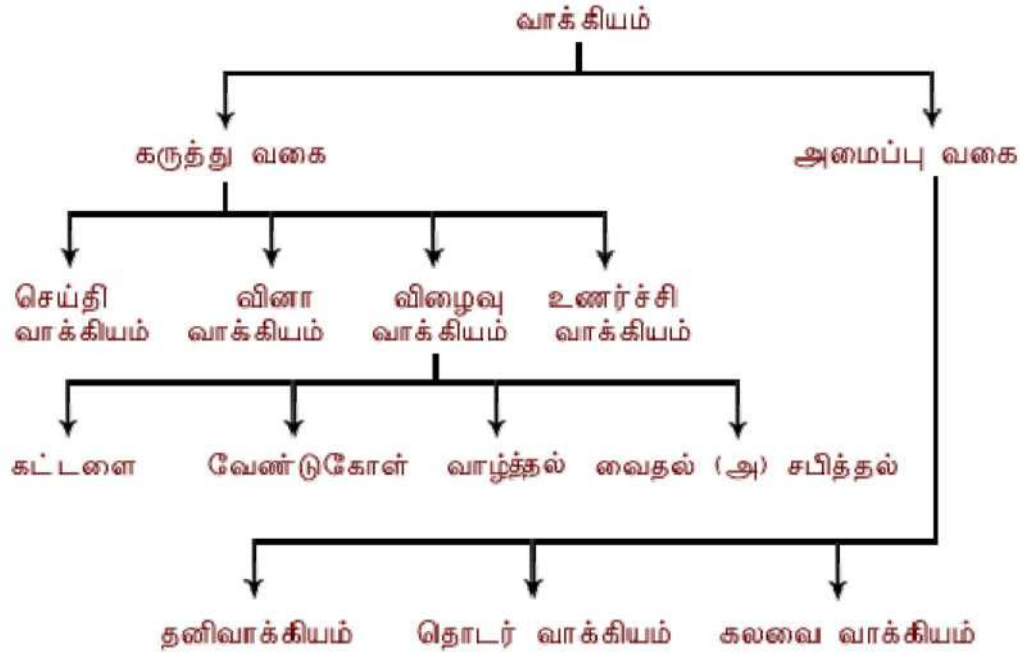 வாக்கியம்
கருத்து வகை அமைப்பு வகை
செய்தி வினா விழைவு உணர்ச்சி
வாக்கியம் வாக்கியம் வாக்கியம் வாக்கியம்
கட்டளை வேண்டுகோள் வாழ்த்தல் வைதல் (அ) சபித்தல்
தனிவாக்கியம் தொடர் வாக்கியம் கலவை வாக்கியம்